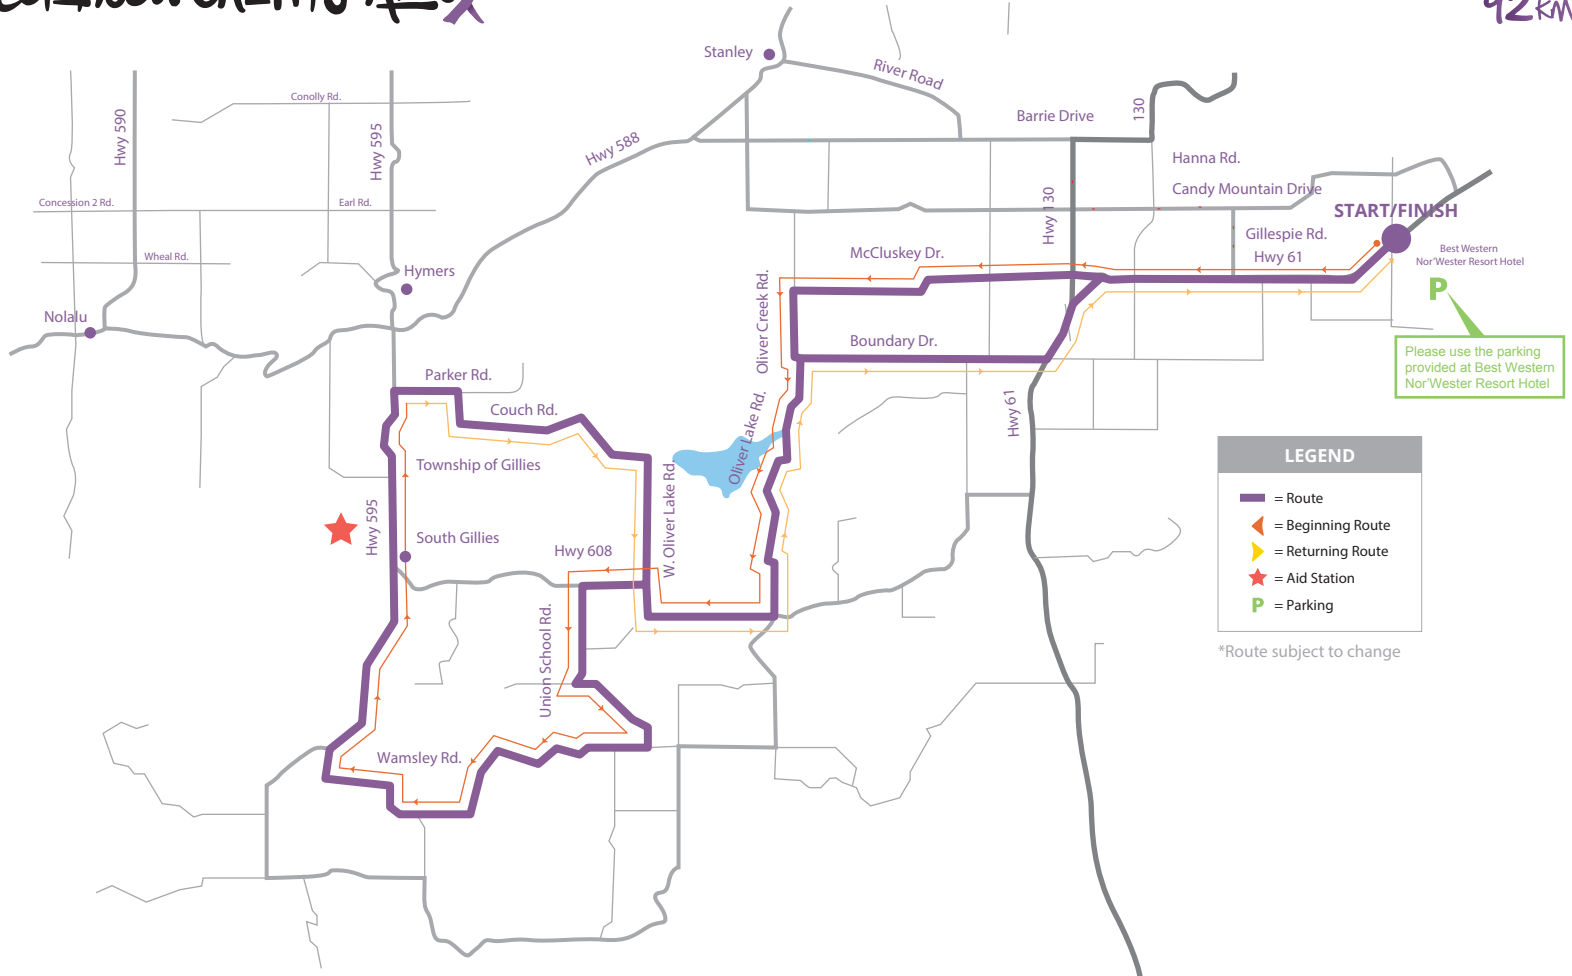 92 KM
Stanley
River Road
Conolly Rd.
Hwy 590
Hwy 595
Hwy 588
Barrie Drive
130
Hanna Rd.
Candy Mountain Drive
Concession 2 Rd.
Earl Rd.
Hwy 130
START/FINISH
Gillespie Rd.
Hwy 61
McCluskey Dr.
Best Western
Nor'Wester Resort Hotel
Wheal Rd.
Hymers
P
Nolalu
Oliver Creek Rd.
Boundary Dr.
Please use the parking
provided at Best Western
Nor'Wester Resort Hotel
Parker Rd.
Couch Rd.
Oliver Lake Rd.
Hwy 61
Township of Gillies
W. Oliver Lake Rd.
Hwy 595
South Gillies
Hwy 608
Union School Rd.
Wamsley Rd.
LEGEND
= Route
= Beginning Route
= Returning Route
= Aid Station
P = Parking
*Route subject to change